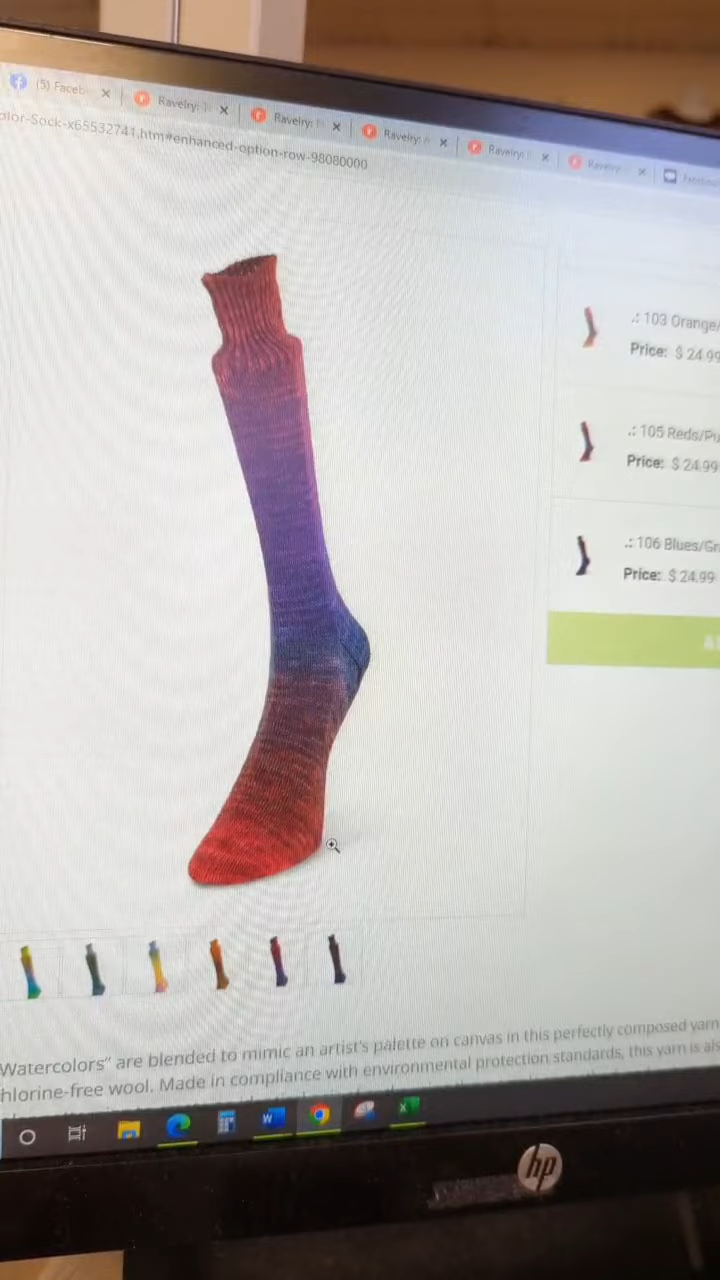 (5) Faceb
Ravelry:
Ravelry:
Ravelry:
Ravelry:
Ravelry
Facebook
olor-Sock-x65532741.htm#enhanced-option-row-98080000
.: 103 Orange/
Price: $ 24.99
.: 105 Reds/Pu
Price: $ 24.99
.: 106 Blues/Gr
Price: $ 24.99
Watercolors" are blended to mimic an artist's palette on canvas in this perfectly composed yarn
hlorine-free wool. Made in compliance with environmental protection standards, this yarn is als
W
X
hp